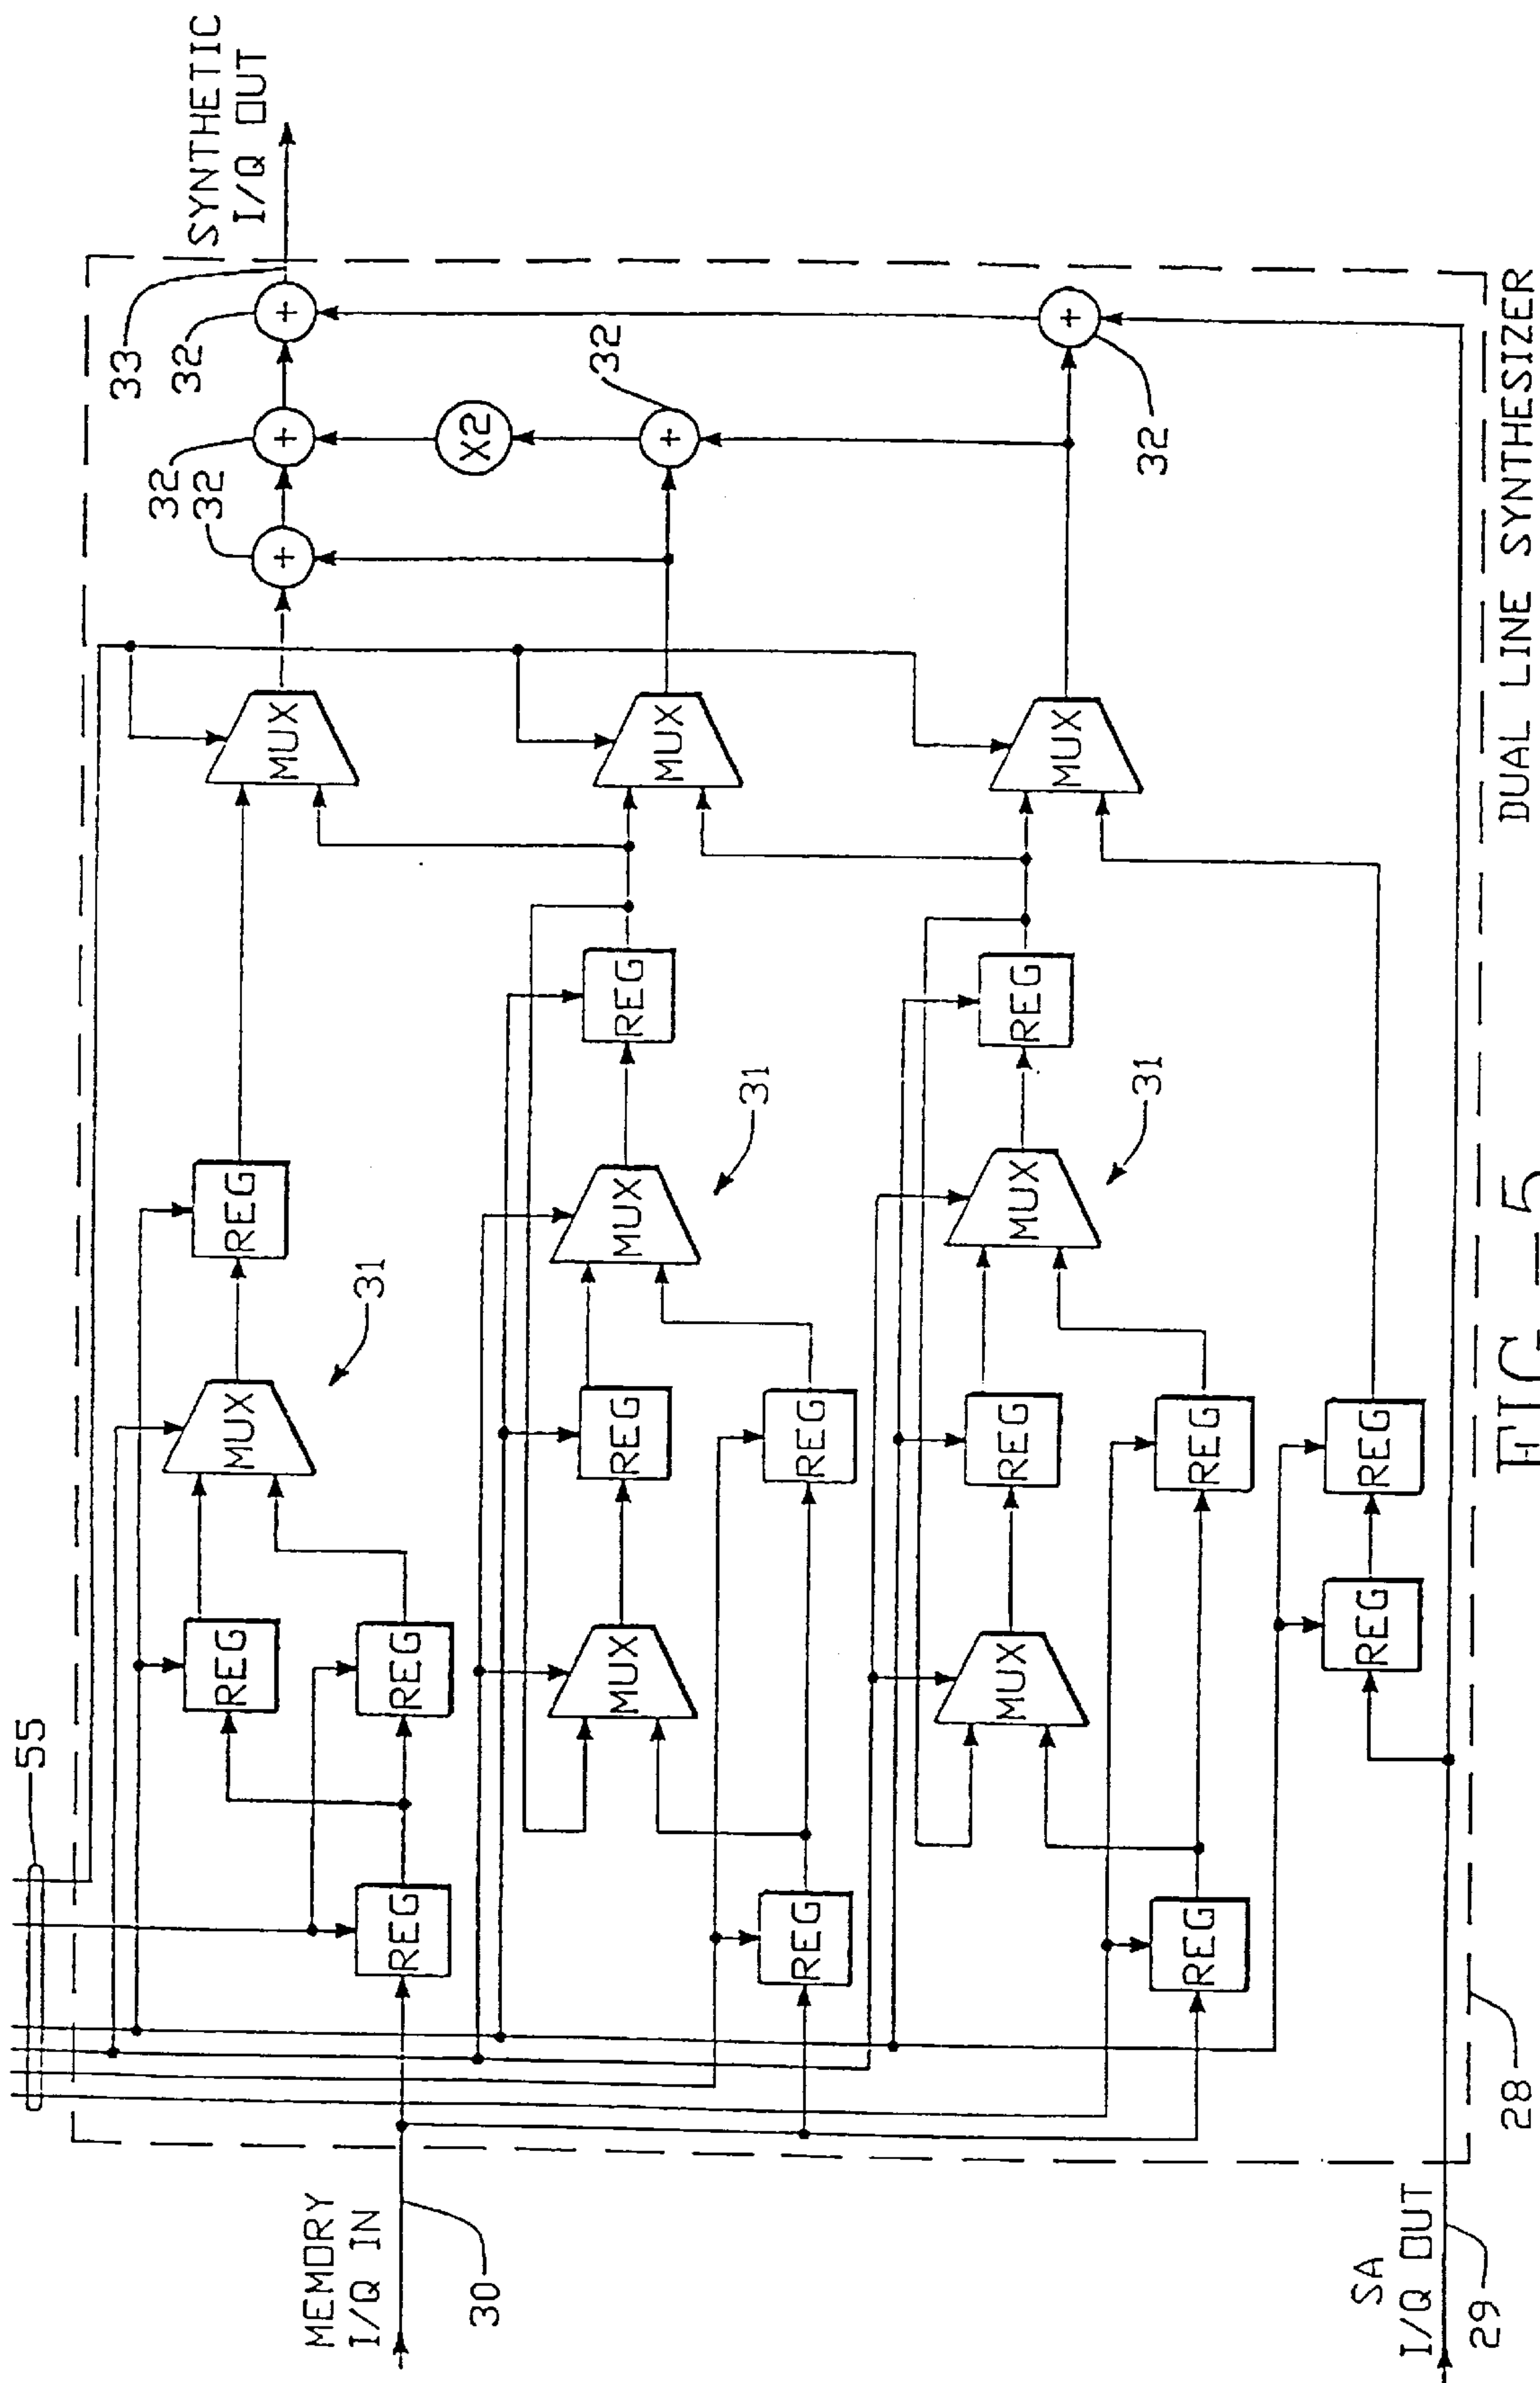 55
SYNTHETIC
I/Q OUT
33
32
32
32
32
32
+
+
+
+
+
X2
MUX
MUX
MUX
REG
MUX
31
REG
REG
REG
REG
MUX
31
REG
REG
MUX
REG
REG
MUX
31
REG
REG
MUX
REG
REG
REG
MEMORY
I/Q IN
30
SA
I/Q OUT
29
28
DUAL LINE SYNTHESIZER